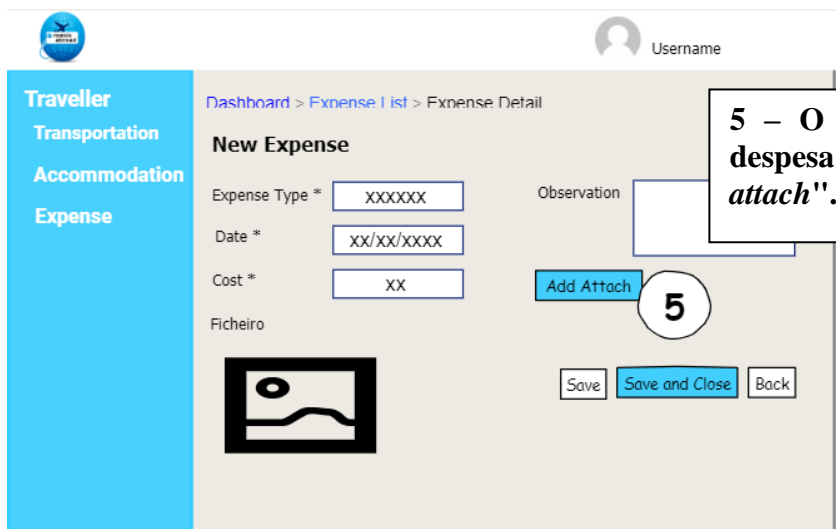 Username
Traveller
Transportation
Accommodation
Expense
Dashboard > Expense List > Expense Detail
New Expense
Expense Type * xxxxxx
Date * xx/xx/xxxx
Cost * xx
Ficheiro
Observation
Add Attach
5
Save Save and Close Back
5 – O
despesa
attach".